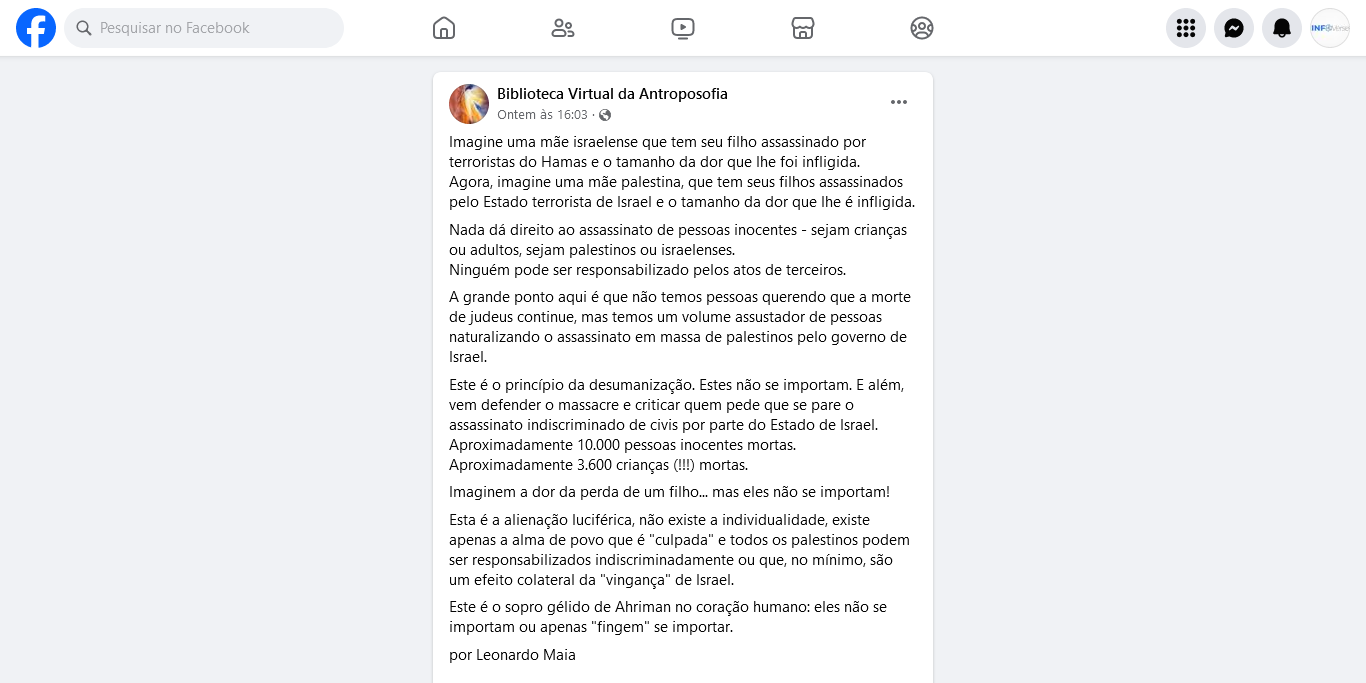 Pesquisar no Facebook
INFOVerse
Biblioteca Virtual da Antroposofia
Ontem às 16:03 ·
Imagine uma mãe israelense que tem seu filho assassinado por
terroristas do Hamas e o tamanho da dor que lhe foi infligida.
Agora, imagine uma mãe palestina, que tem seus filhos assassinados
pelo Estado terrorista de Israel e o tamanho da dor que lhe é infligida.
Nada dá direito ao assassinato de pessoas inocentes - sejam crianças
ou adultos, sejam palestinos ou israelenses.
Ninguém pode ser responsabilizado pelos atos de terceiros.
A grande ponto aqui é que não temos pessoas querendo que a morte
de judeus continue, mas temos um volume assustador de pessoas
naturalizando o assassinato em massa de palestinos pelo governo de
Israel.
Este é o princípio da desumanização. Estes não se importam. E além,
vem defender o massacre e criticar quem pede que se pare o
assassinato indiscriminado de civis por parte do Estado de Israel.
Aproximadamente 10.000 pessoas inocentes mortas.
Aproximadamente 3.600 crianças (!!!) mortas.
Imaginem a dor da perda de um filho... mas eles não se importam!
Esta é a alienação luciférica, não existe a individualidade, existe
apenas a alma de povo que é "culpada" e todos os palestinos podem
ser responsabilizados indiscriminadamente ou que, no mínimo, são
um efeito colateral da "vingança" de Israel.
Este é o sopro gélido de Ahriman no coração humano: eles não se
importam ou apenas "fingem" se importar.
por Leonardo Maia